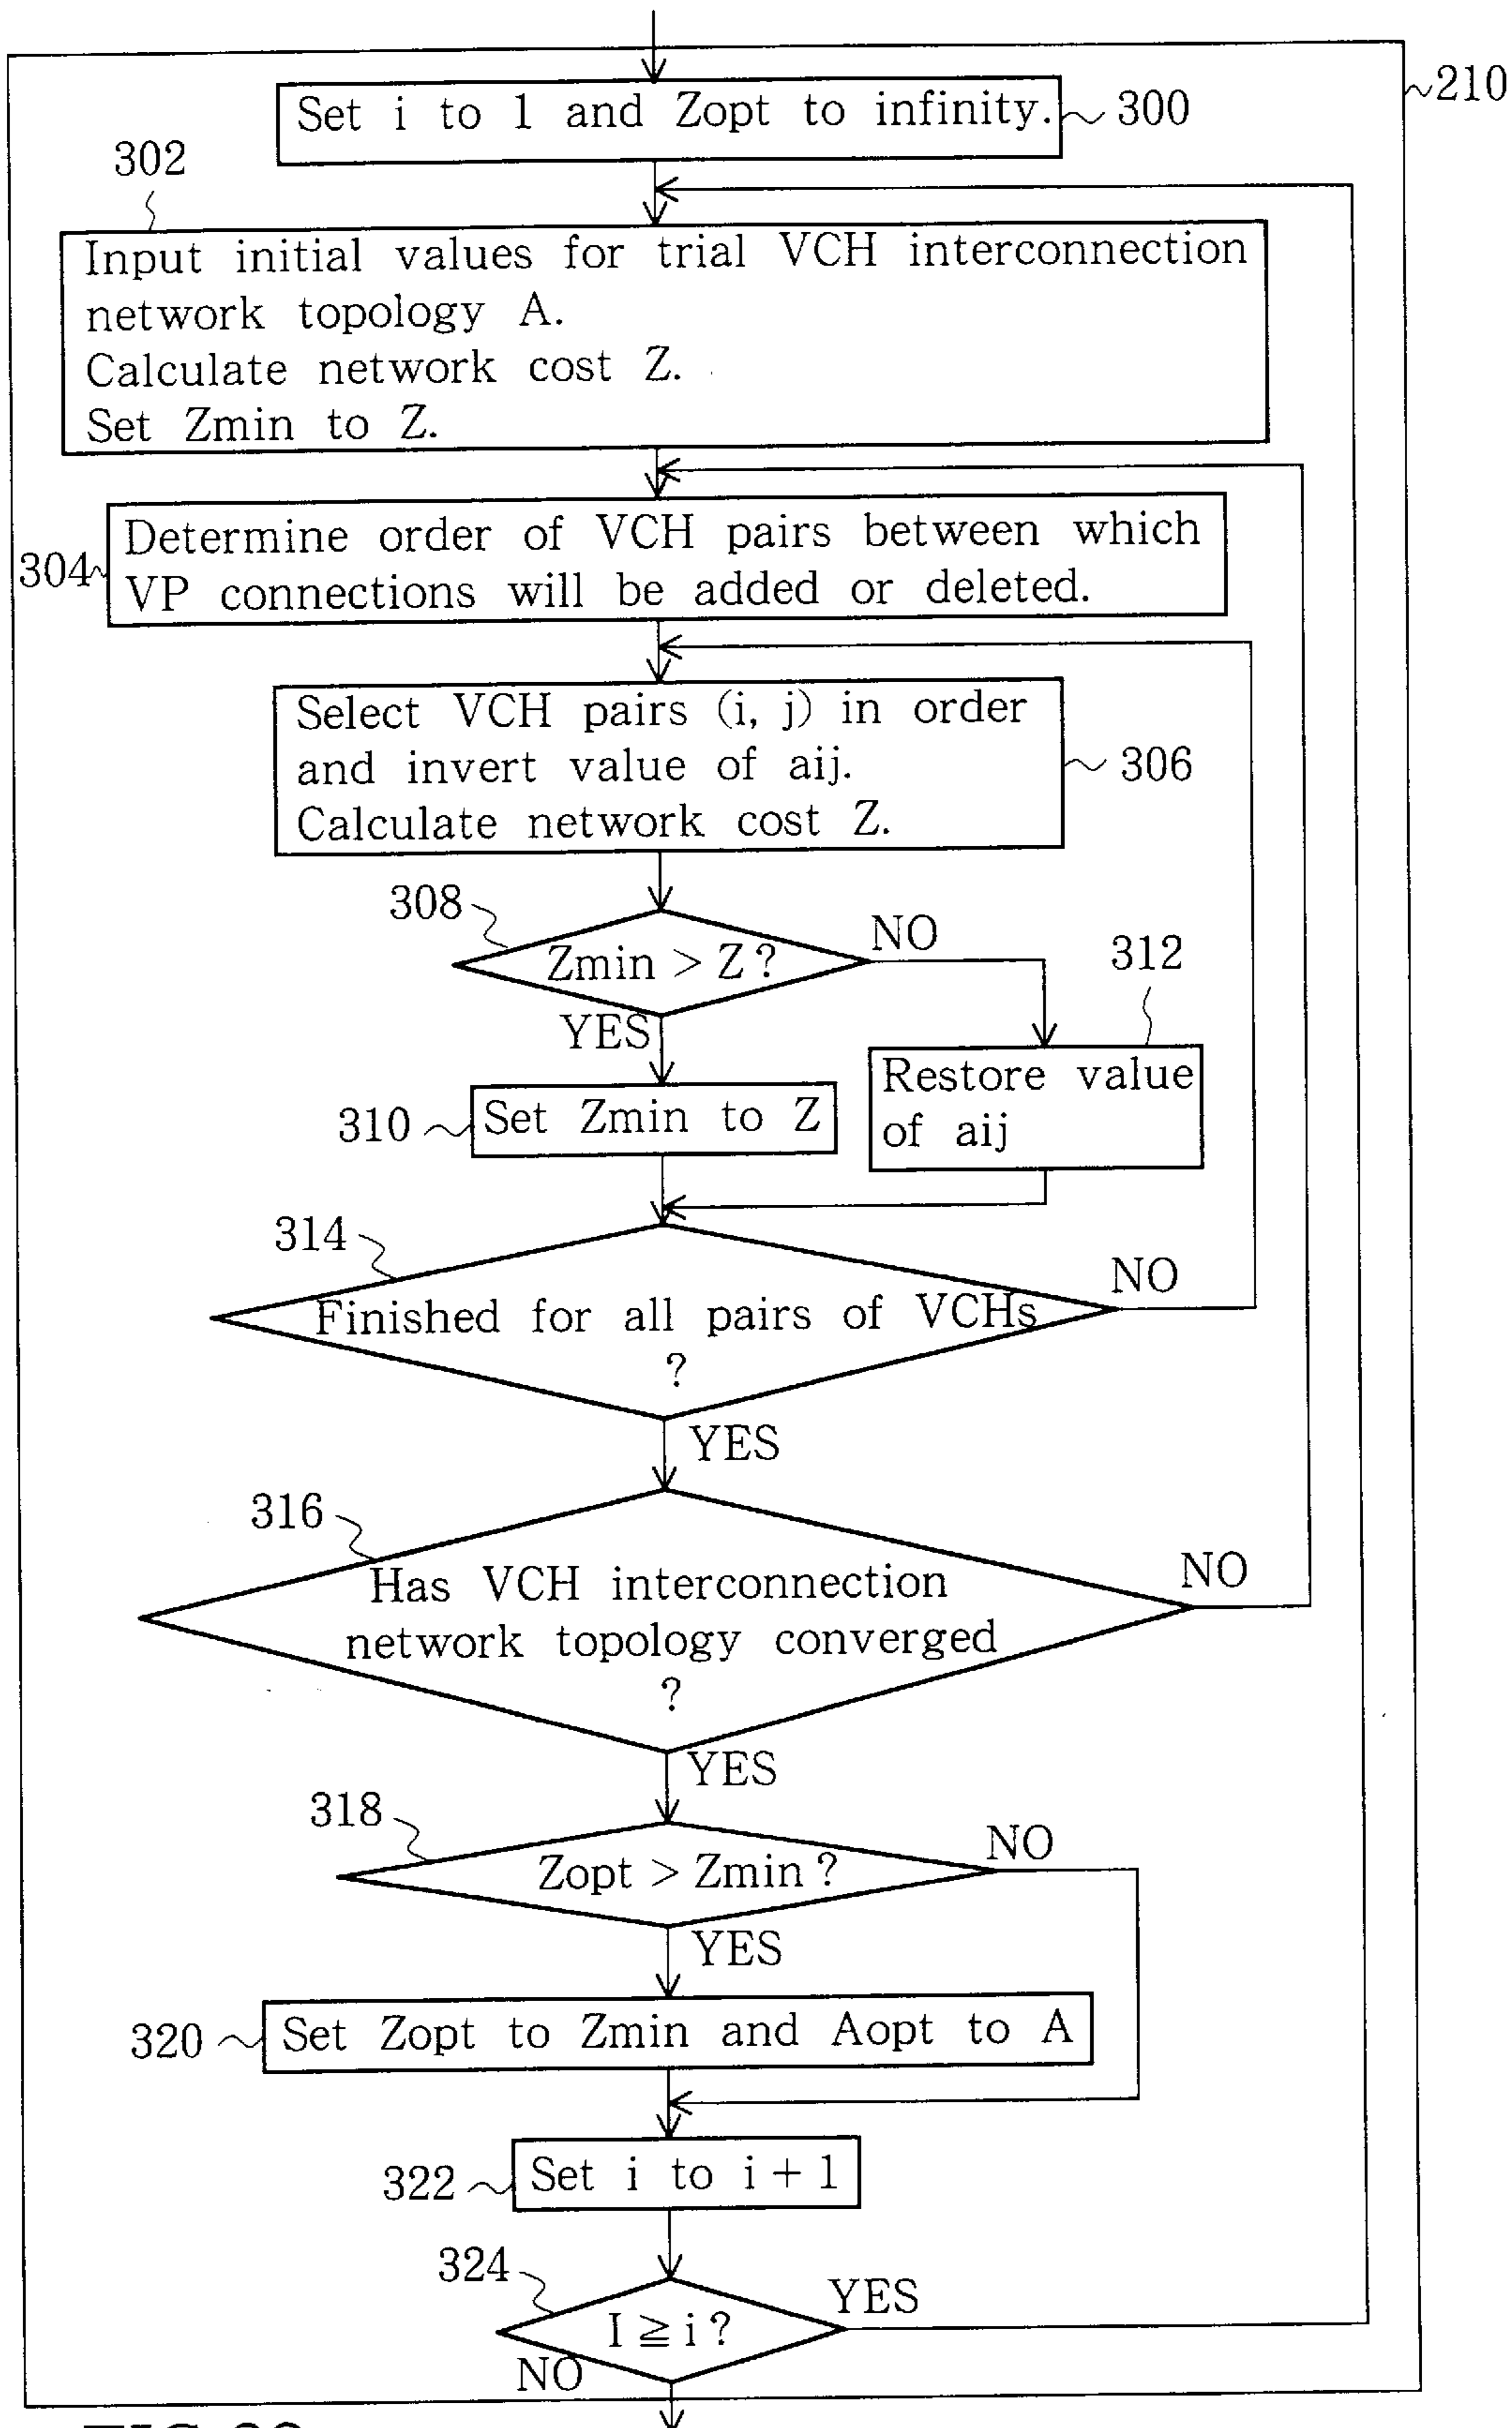 210
Set i to 1 and Zopt to infinity.
300
302
Input initial values for trial VCH interconnection
network topology A.
Calculate network cost Z.
Set Zmin to Z.
304
Determine order of VCH pairs between which
VP connections will be added or deleted.
Select VCH pairs (i, j) in order
and invert value of aij.
Calculate network cost Z.
306
308
Zmin > Z?
NO
312
YES
Restore value
of aij
310
Set Zmin to Z
314
NO
Finished for all pairs of VCHs
?
YES
316
NO
Has VCH interconnection
network topology converged
?
YES
318
NO
Zopt > Zmin?
YES
320
Set Zopt to Zmin and Aopt to A
322
Set i to i + 1
324
YES
I ≧ i?
NO